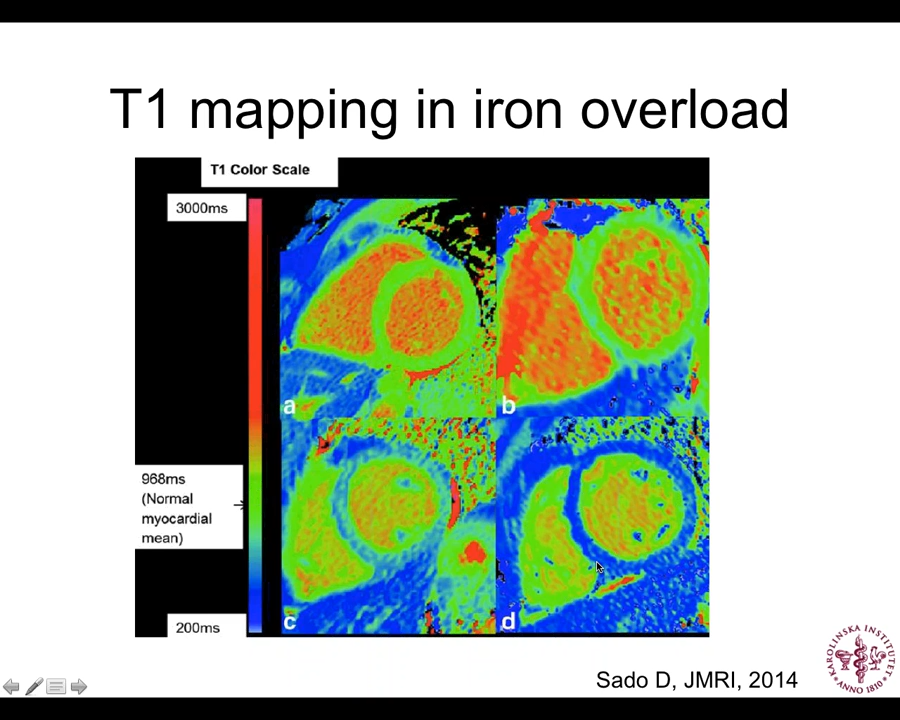 T1 mapping in iron overload
T1 Color Scale
3000ms
968ms
(Normal
myocardial
mean)
200ms
a
b
c
d
Sado D, JMRI, 2014
KAROLINSKA INSTITUTET
ANNO 1810